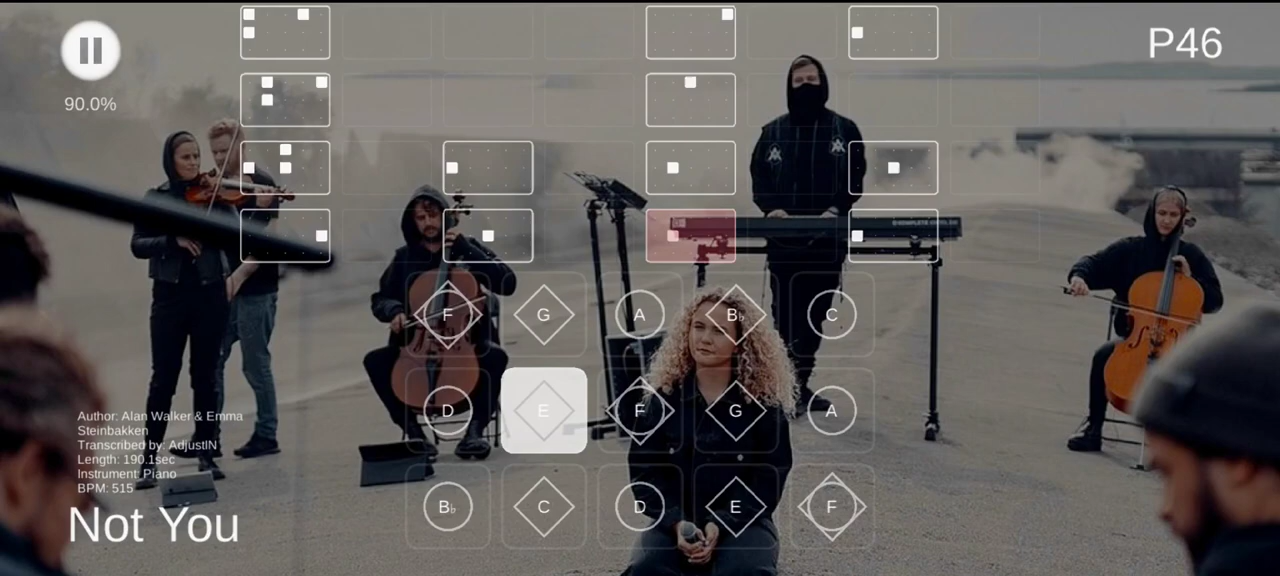 P46
90.0%
F G A B♭ C
D E F G A
B♭ C D E F
Author: Alan Walker & Emma
Steinbakken
Transcribed by: AdjustIN
Length: 190.1sec
Instrument: Piano
BPM: 515
Not You